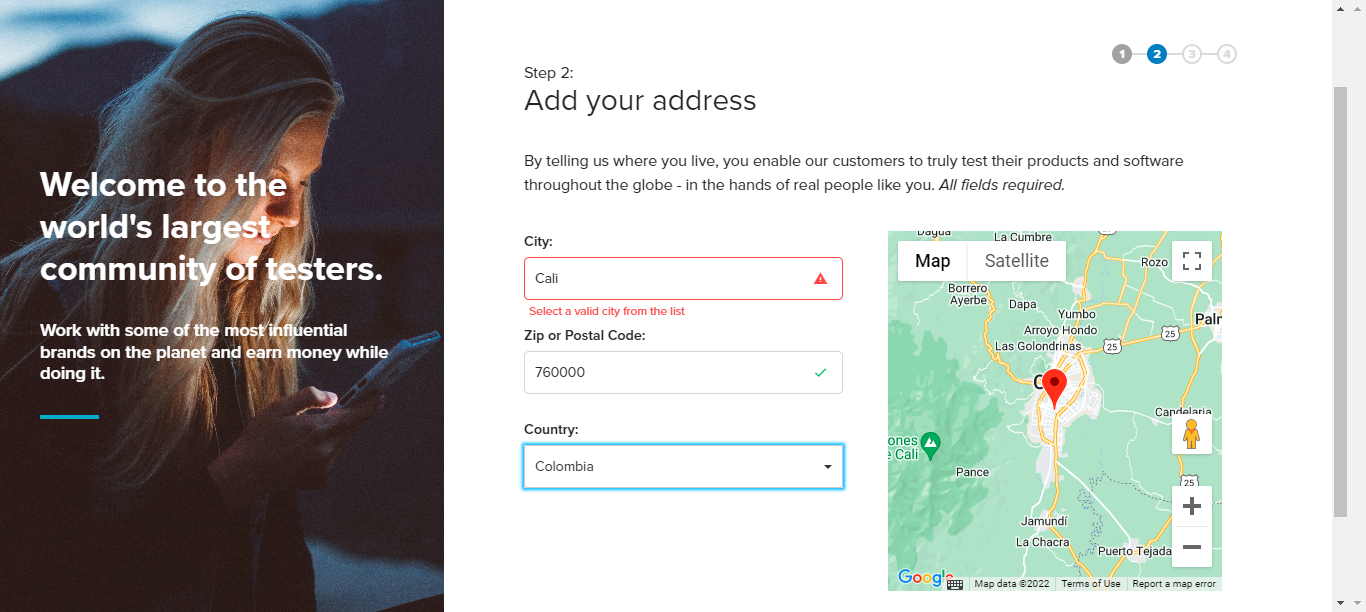 Welcome to the
world's largest
community of testers.
Work with some of the most influential
brands on the planet and earn money while
doing it.
1 2 3 4
Step 2:
Add your address
By telling us where you live, you enable our customers to truly test their products and software
throughout the globe - in the hands of real people like you. All fields required.
City:
Cali
Select a valid city from the list
Zip or Postal Code:
760000
Country:
Colombia
Dagua
La Cumbre
Map Satellite
Rozo
Borrero
Ayerbe
Dapa
Yumbo
Arroyo Hondo
25
Las Golondrinas
25
Candelaria
Pance
25
Jamundí
La Chacra
Puerto Tejada
Google
Map data ©2022 Terms of Use Report a map error